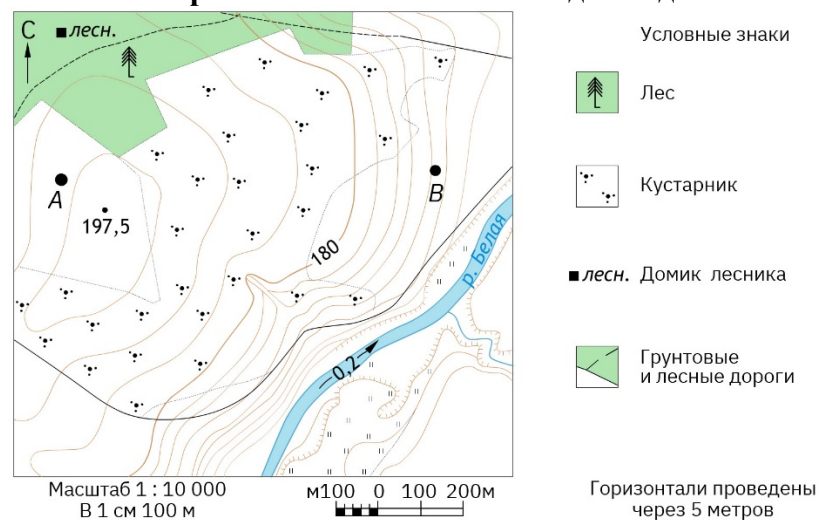 С
лесн.
Условные знаки
Лес
A
B
197,5
Кустарник
180
р. Белая
лесн. Домик лесника
0,2
Грунтовые
и лесные дороги
Масштаб 1 : 10 000
В 1 см 100 м
м100 0 100 200м
Горизонтали проведены
через 5 метров